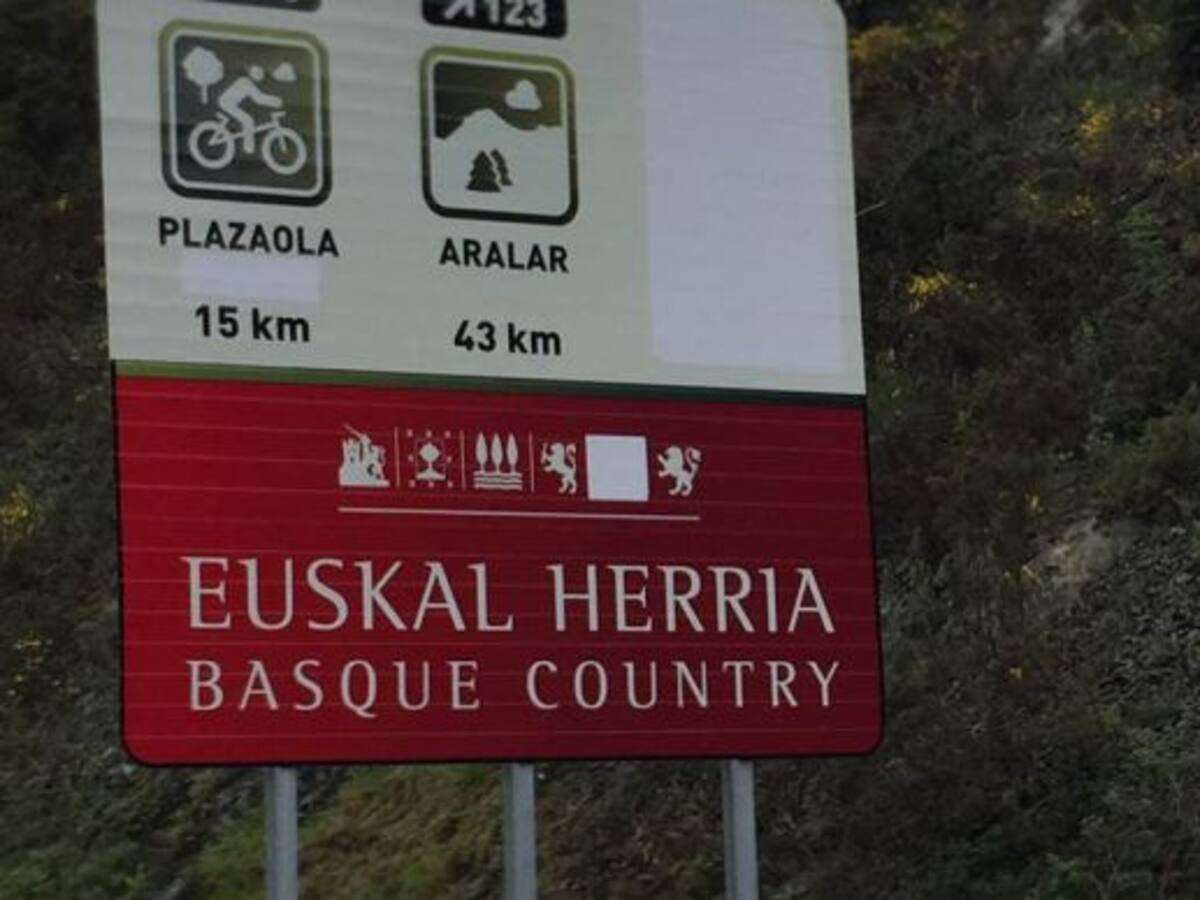 123
PLAZAOLA
ARALAR
15 km
43 km
EUSKAL HERRIA
BASQUE COUNTRY